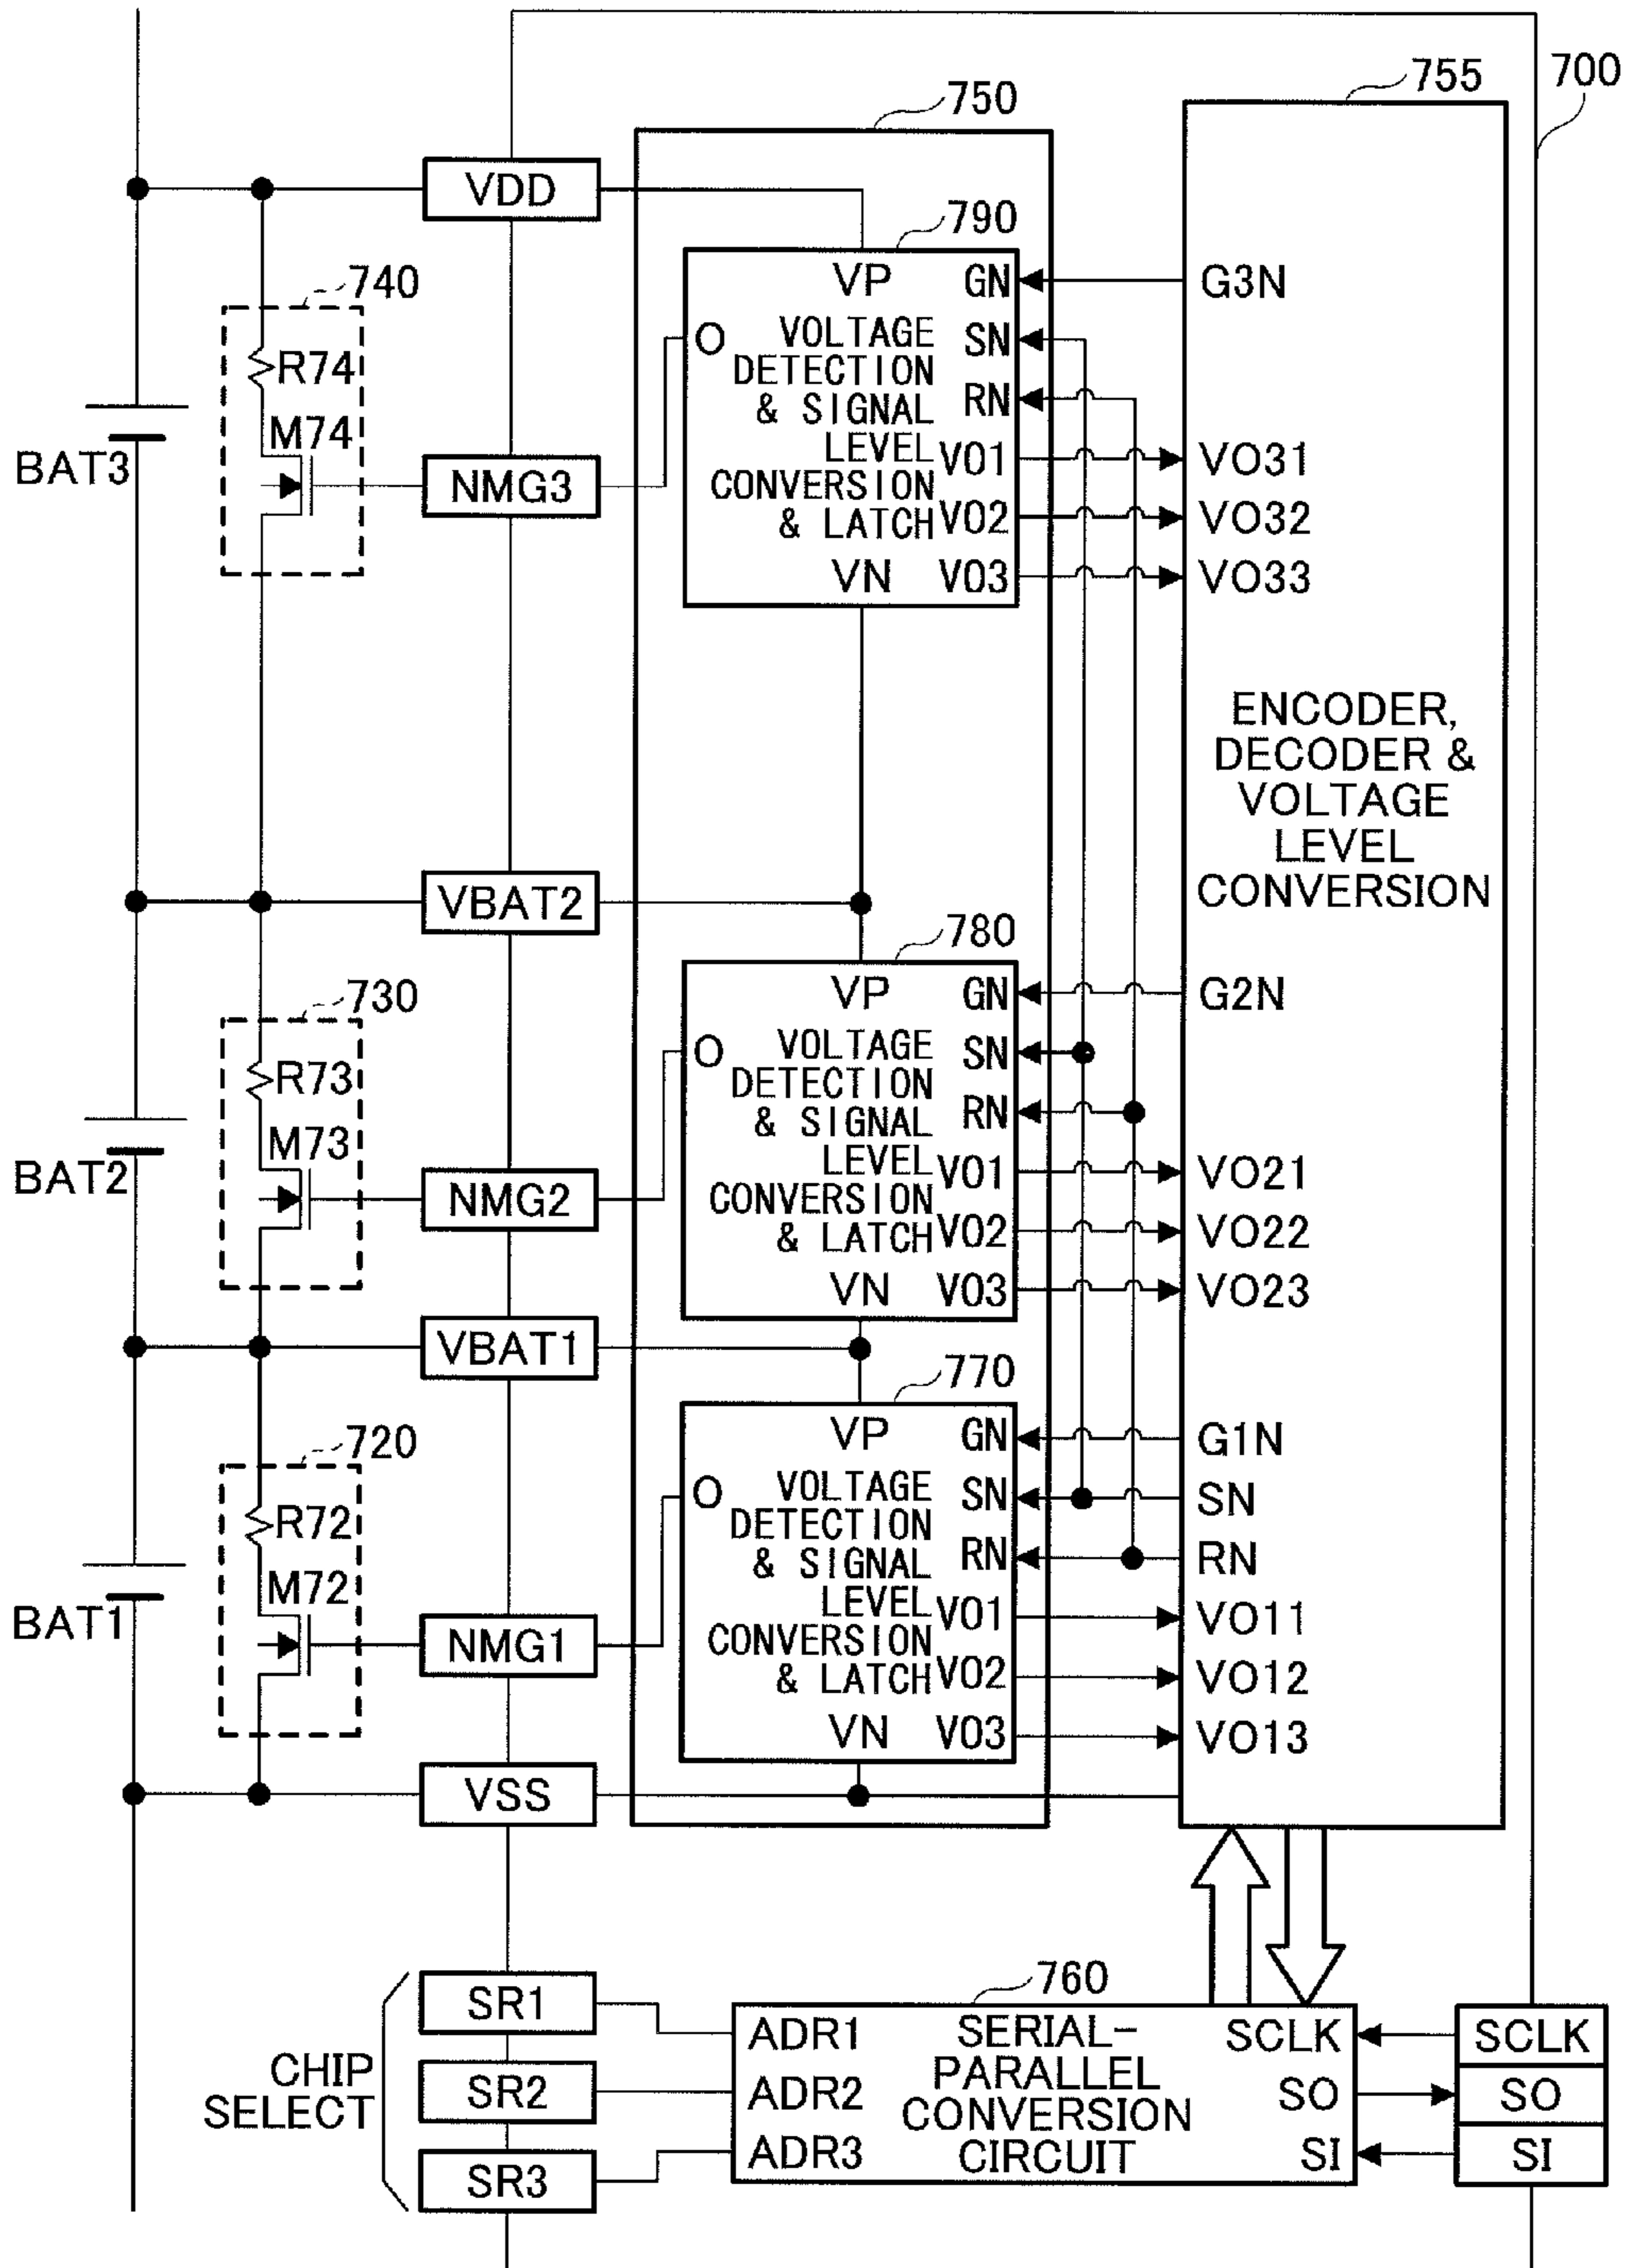 700
755
750
VDD
790
VP
GN
G3N
740
O
VOLTAGE
DETECTION
& SIGNAL
LEVEL
CONVERSION
& LATCH
SN
RN
R74
M74
BAT3
NMG3
VO1
VO31
VO2
VO32
VN
VO3
VO33
ENCODER,
DECODER &
VOLTAGE
LEVEL
CONVERSION
VBAT2
780
VP
GN
G2N
730
O
VOLTAGE
DETECTION
& SIGNAL
LEVEL
CONVERSION
& LATCH
SN
RN
R73
M73
BAT2
NMG2
VO1
VO21
VO2
VO22
VN
VO3
VO23
VBAT1
770
VP
GN
G1N
720
O
VOLTAGE
DETECTION
& SIGNAL
LEVEL
CONVERSION
& LATCH
SN
SN
RN
RN
R72
M72
BAT1
NMG1
VO1
VO11
VO2
VO12
VN
VO3
VO13
VSS
760
CHIP
SELECT
SR1
SR2
SR3
ADR1
ADR2
ADR3
SERIAL-
PARALLEL
CONVERSION
CIRCUIT
SCLK
SO
SI
SCLK
SO
SI